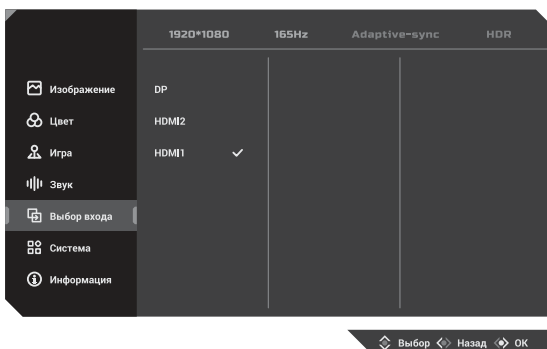 1920*1080 165Hz Adaptive-sync HDR
Изображение
Цвет
Игра
Звук
Выбор входа
Система
Информация
DP
HDMI2
HDMI1
Выбор Назад OK